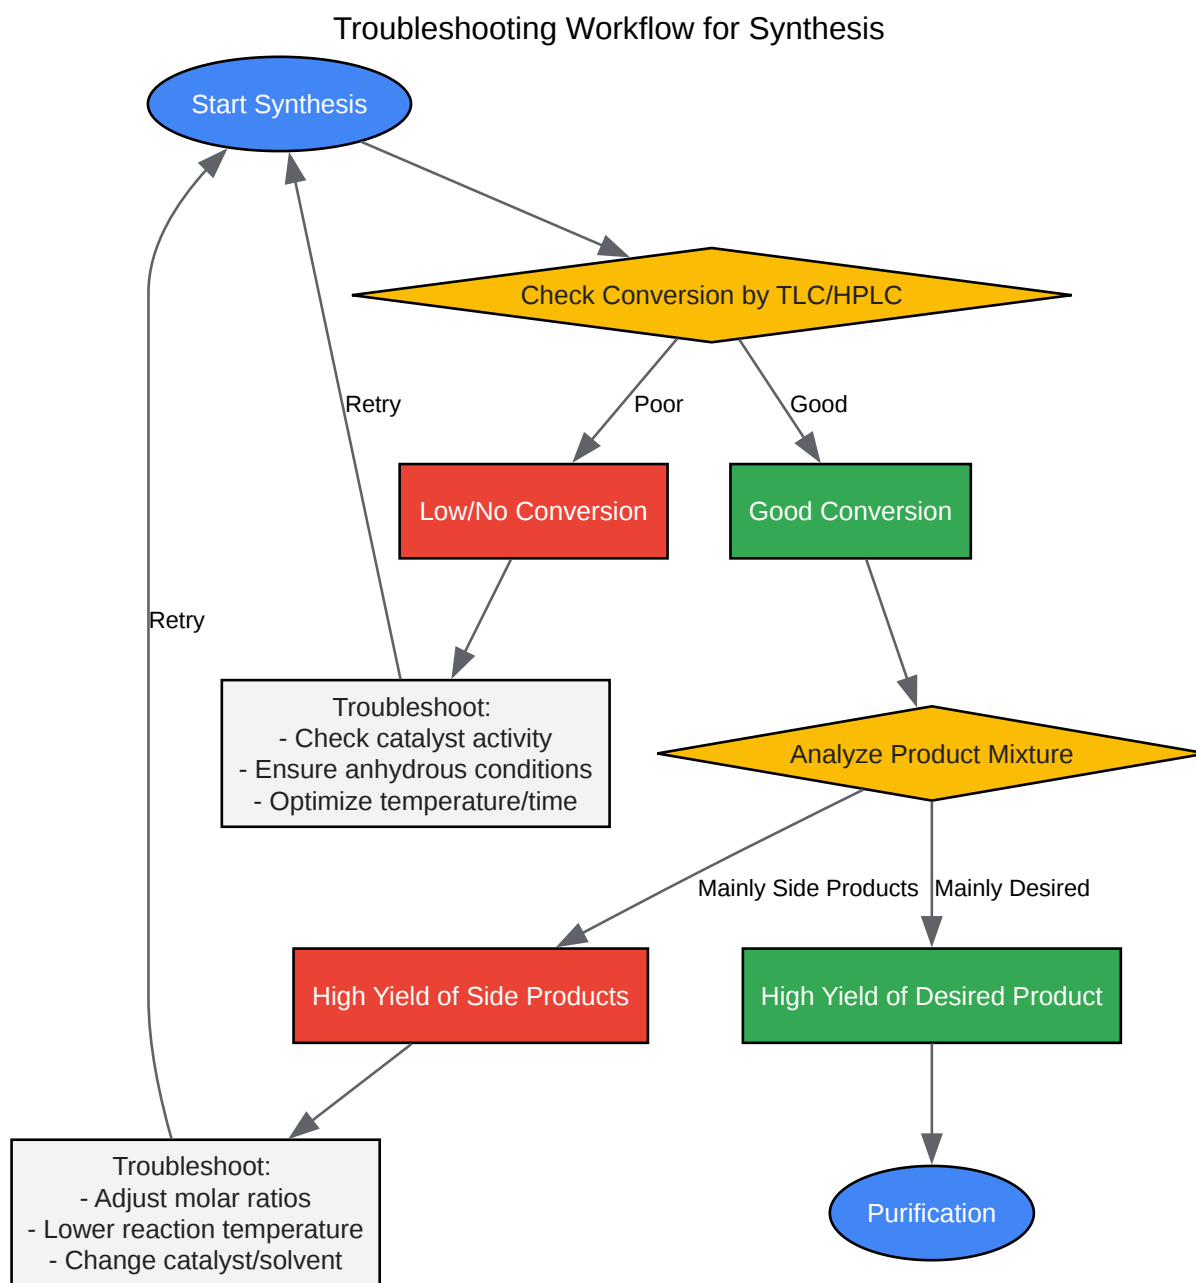 Troubleshooting Workflow for Synthesis
Start Synthesis
Check Conversion by TLC/HPLC
Retry
Poor
Good
Low/No Conversion
Good Conversion
Retry
Troubleshoot:
- Check catalyst activity
- Ensure anhydrous conditions
- Optimize temperature/time
Analyze Product Mixture
Mainly Side Products
Mainly Desired
High Yield of Side Products
High Yield of Desired Product
Troubleshoot:
- Adjust molar ratios
- Lower reaction temperature
- Change catalyst/solvent
Purification